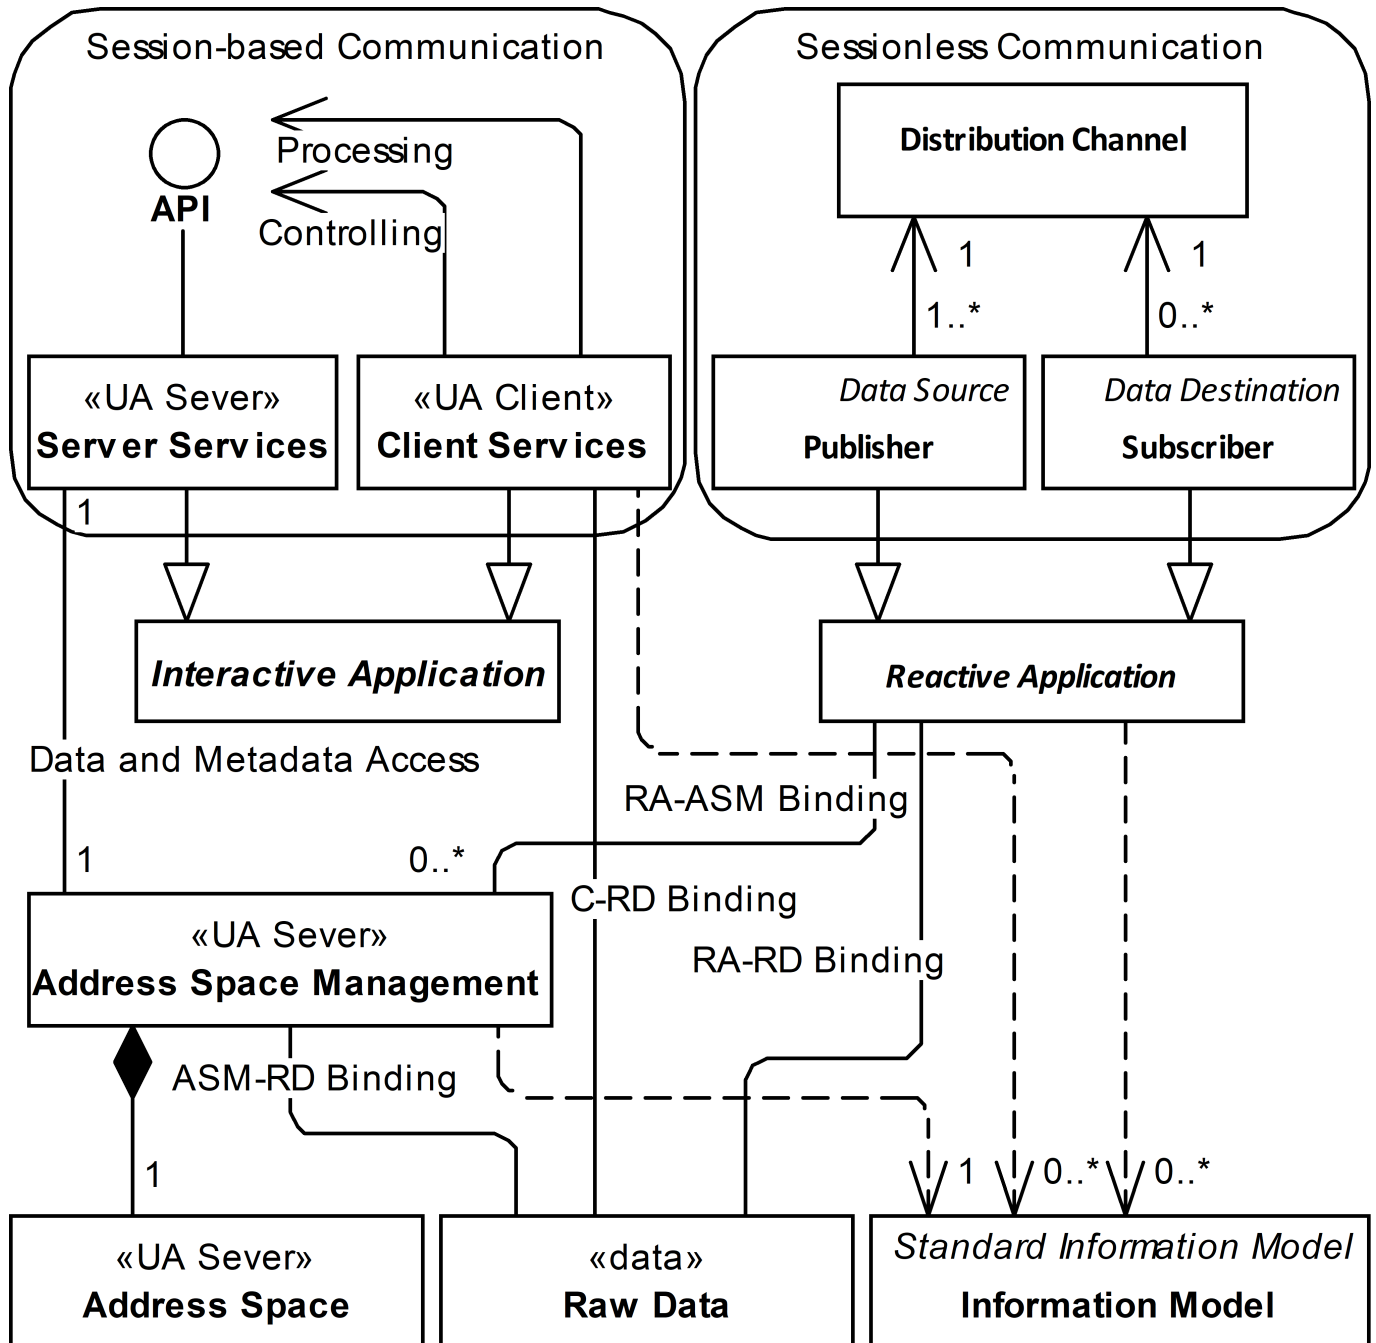 Session-based Communication
Sessionless Communication
Distribution Channel
Processing
API
Controlling
1
1
1..*
0..*
«UA Sever»
Server Services
«UA Client»
Client Services
Data Source
Publisher
Data Destination
Subscriber
1
Interactive Application
Reactive Application
Data and Metadata Access
RA-ASM Binding
1
0..*
C-RD Binding
«UA Sever»
Address Space Management
RA-RD Binding
ASM-RD Binding
1
1
0..*
0..*
«UA Sever»
Address Space
«data»
Raw Data
Standard Information Model
Information Model